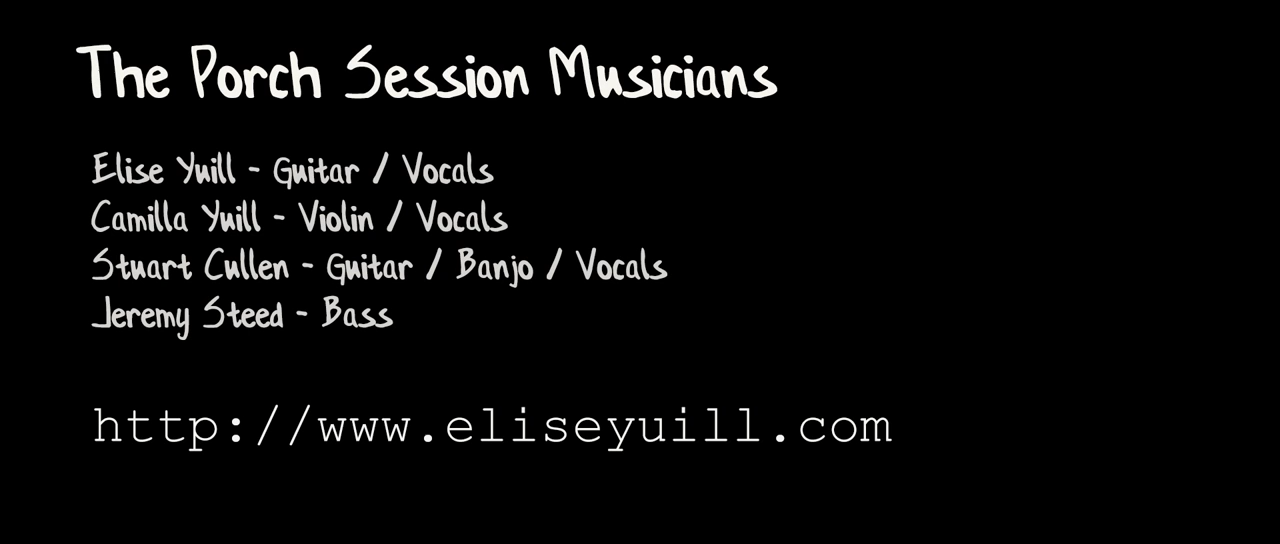 The Porch Session Musicians
Elise Yuill - Guitar / Vocals
Camilla Yuill - Violin / Vocals
Stuart Cullen - Guitar / Banjo / Vocals
Jeremy Steed - Bass
http://www.eliseyuill.com